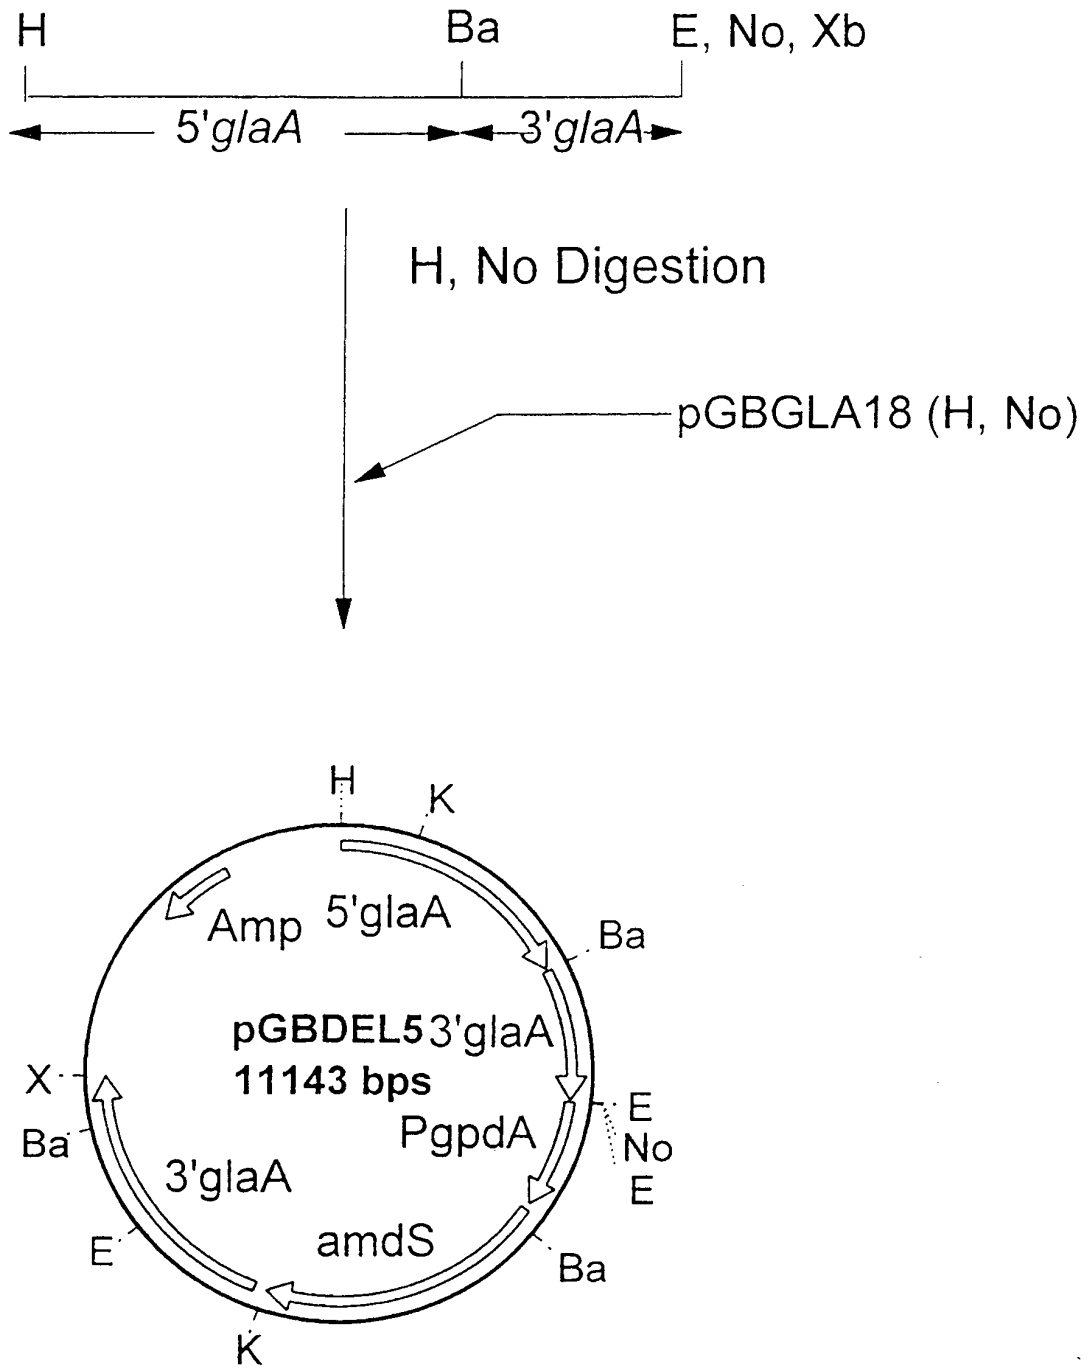 H
Ba
E, No, Xb
5'glaA
3'glaA
H, No Digestion
pGBGLA18 (H, No)
H
K
Amp
5'glaA
Ba
pGBDEL5
3'glaA
11143 bps
X
E
PgpdA
No
Ba
3'glaA
E
amdS
E
Ba
K